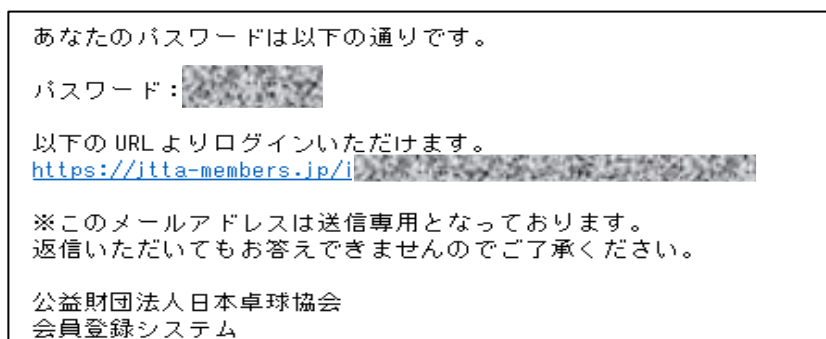 あなたのパスワードは以下の通りです。
パスワード：
以下の URL よりログインいただけます。
https://jtta-members.jp/i
※このメールアドレスは送信専用となっております。
返信いただいてもお答えできませんのでご了承ください。
公益財団法人日本卓球協会
会員登録システム